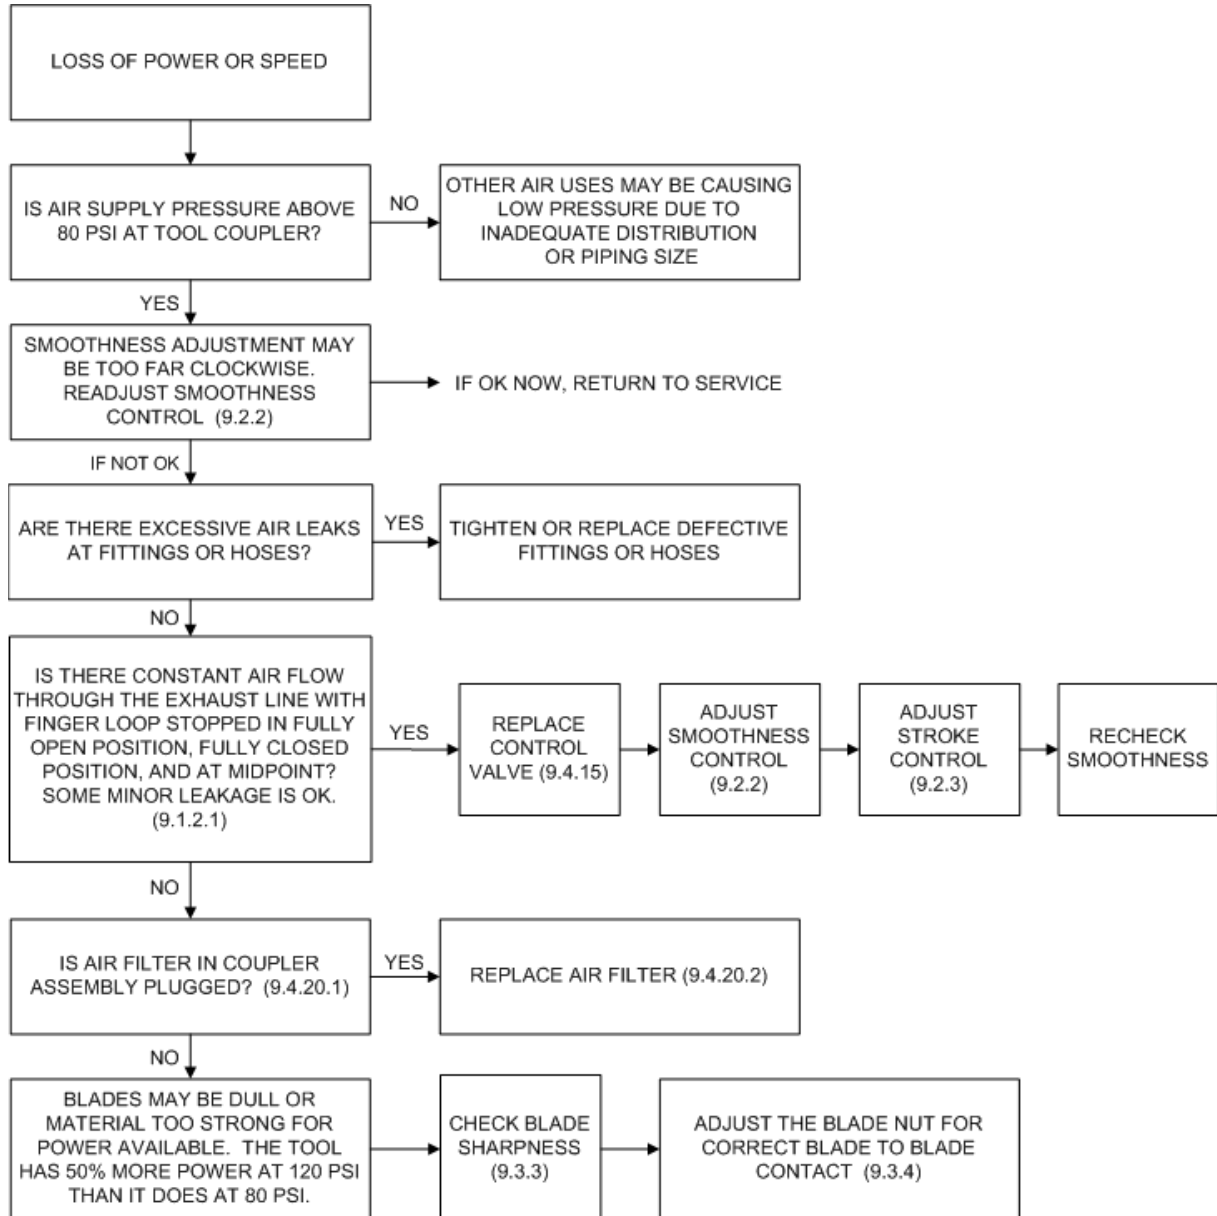 LOSS OF POWER OR SPEED
IS AIR SUPPLY PRESSURE ABOVE
80 PSI AT TOOL COUPLER?
NO
OTHER AIR USES MAY BE CAUSING
LOW PRESSURE DUE TO
INADEQUATE DISTRIBUTION
OR PIPING SIZE
YES
SMOOTHNESS ADJUSTMENT MAY
BE TOO FAR CLOCKWISE.
READJUST SMOOTHNESS
CONTROL (9.2.2)
IF OK NOW, RETURN TO SERVICE
IF NOT OK
ARE THERE EXCESSIVE AIR LEAKS
AT FITTINGS OR HOSES?
YES
TIGHTEN OR REPLACE DEFECTIVE
FITTINGS OR HOSES
NO
IS THERE CONSTANT AIR FLOW
THROUGH THE EXHAUST LINE WITH
FINGER LOOP STOPPED IN FULLY
OPEN POSITION, FULLY CLOSED
POSITION, AND AT MIDPOINT?
SOME MINOR LEAKAGE IS OK.
(9.1.2.1)
YES
REPLACE
CONTROL
VALVE (9.4.15)
ADJUST
SMOOTHNESS
CONTROL
(9.2.2)
ADJUST
STROKE
CONTROL
(9.2.3)
RECHECK
SMOOTHNESS
NO
IS AIR FILTER IN COUPLER
ASSEMBLY PLUGGED? (9.4.20.1)
YES
REPLACE AIR FILTER (9.4.20.2)
NO
BLADES MAY BE DULL OR
MATERIAL TOO STRONG FOR
POWER AVAILABLE. THE TOOL
HAS 50% MORE POWER AT 120 PSI
THAN IT DOES AT 80 PSI.
CHECK BLADE
SHARPNESS
(9.3.3)
ADJUST THE BLADE NUT FOR
CORRECT BLADE TO BLADE
CONTACT (9.3.4)